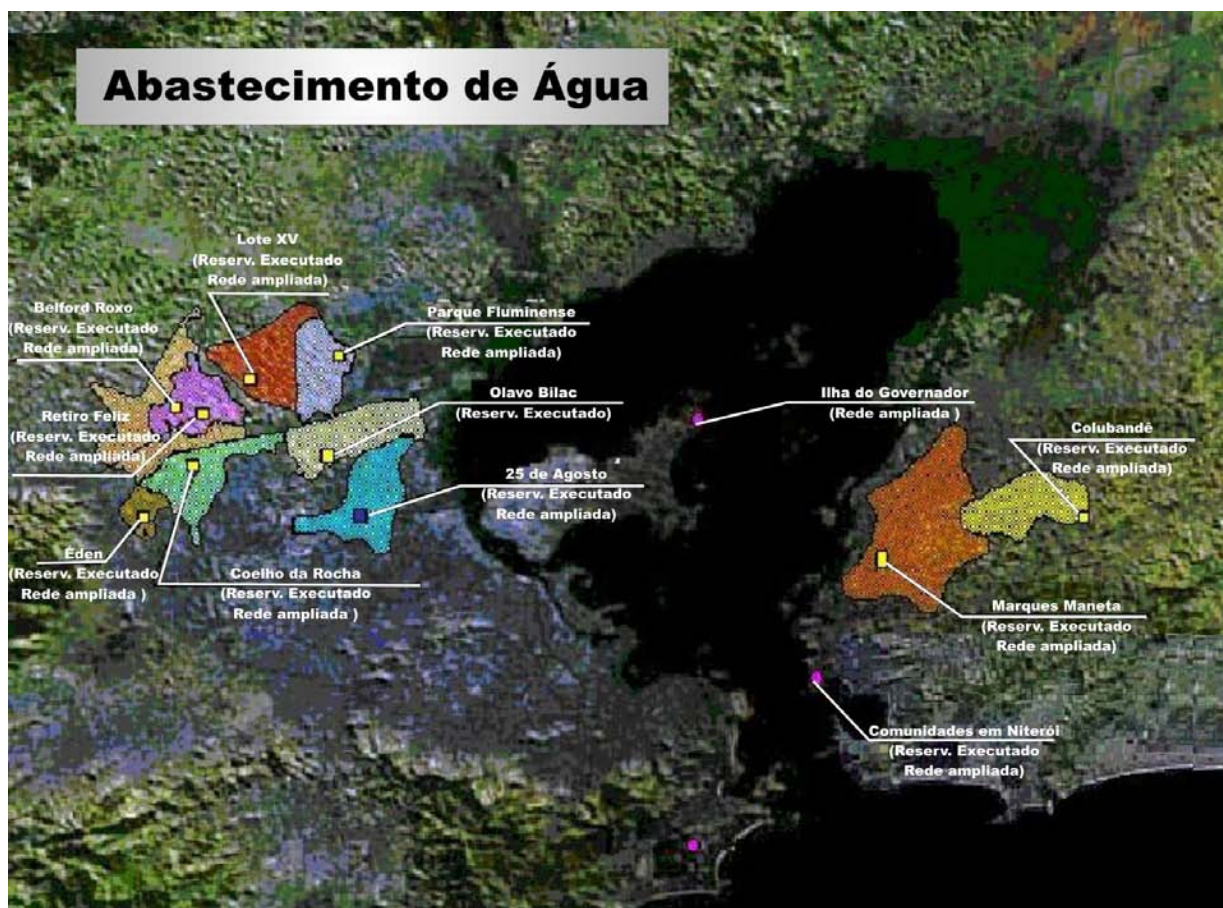 Abastecimento de Água
Lote XV
(Reserv. Executado
Rede ampliada)
Belford Roxo
(Reserv. Executado
Rede ampliada)
Parque Fluminense
(Reserv. Executado
Rede ampliada)
Retiro Feliz
(Reserv. Executado
Rede ampliada)
Olavo Bilac
(Reserv. Executado)
Ilha do Governador
(Rede ampliada )
Colubandê
(Reserv. Executado
Rede ampliada)
25 de Agosto
(Reserv. Executado
Rede ampliada)
Éden
(Reserv. Executado
Rede ampliada )
Coelho da Rocha
(Reserv. Executado
Rede ampliada )
Marques Maneta
(Reserv. Executado
Rede ampliada)
Comunidades em Niterói
(Reserv. Executado
Rede ampliada)